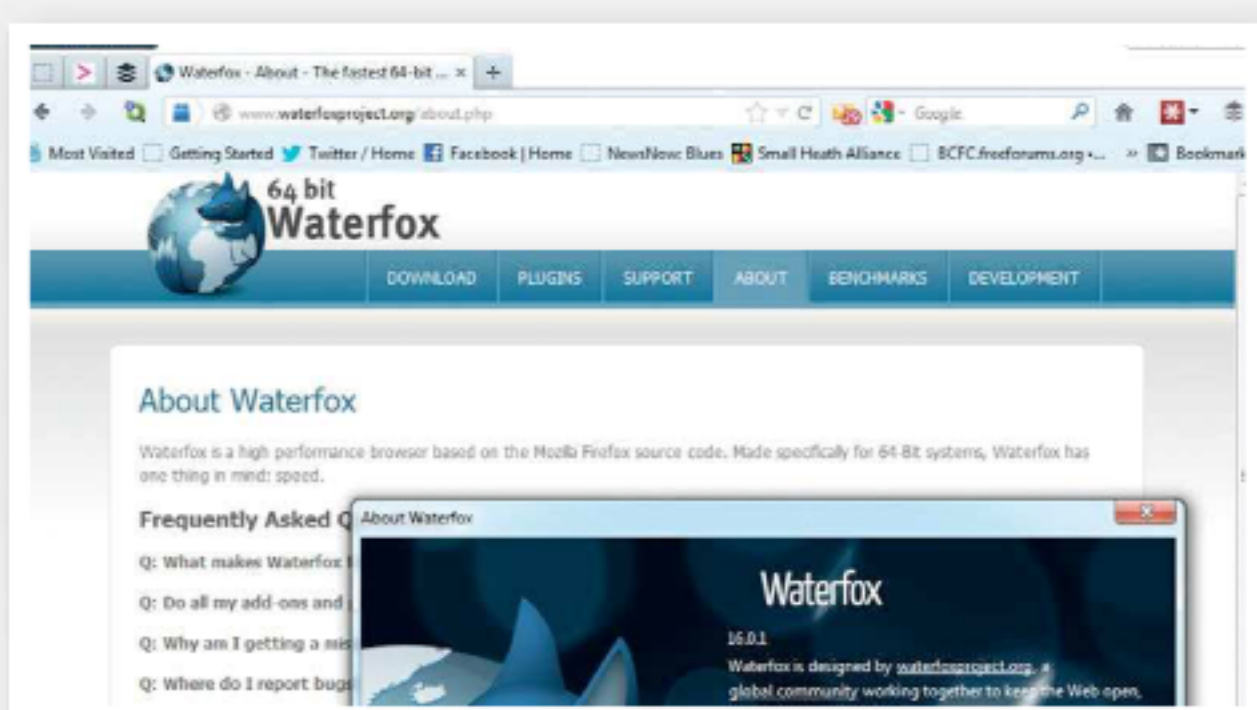 Waterfox - About - The fastest 64-bit ...
www.waterfoxproject.org/about.php
Google
Most Visited Getting Started Twitter / Home Facebook | Home NewsNow: Blues Small Heath Alliance BCFC.freeforums.org •... » Bookmark
64 bit
Waterfox
DOWNLOAD PLUGINS SUPPORT ABOUT BENCHMARKS DEVELOPMENT
About Waterfox
Waterfox is a high performance browser based on the Mozilla Firefox source code. Made specifically for 64-Bit systems, Waterfox has
one thing in mind: speed.
Frequently Asked Q
About Waterfox
Q: What makes Waterfox
Q: Do all my add-ons and
Q: Why am I getting a mis
Q: Where do I report bugs
Waterfox
16.0.1
Waterfox is designed by waterfoxproject.org, a
global community working together to keep the Web open,